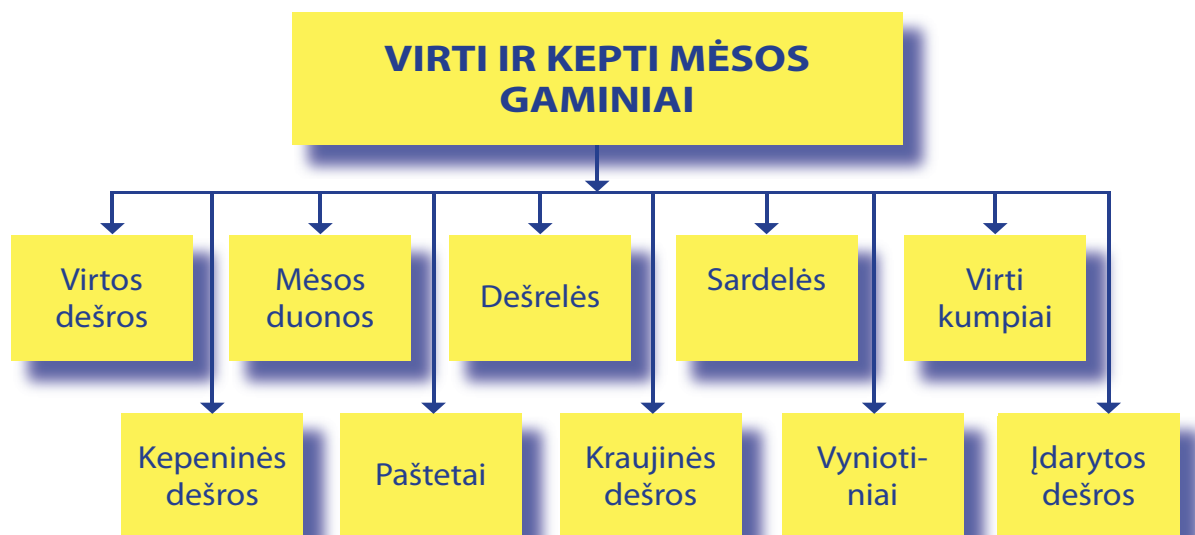 VIRTI IR KEPTI MĖSOS
GAMINIAI
Virtos
dešros
Mėsos
duonos
Dešrelės
Sardelės
Virti
kumpiai
Kepeninės
dešros
Paštetai
Kraujinės
dešros
Vynioti-
niai
Įdarytos
dešros